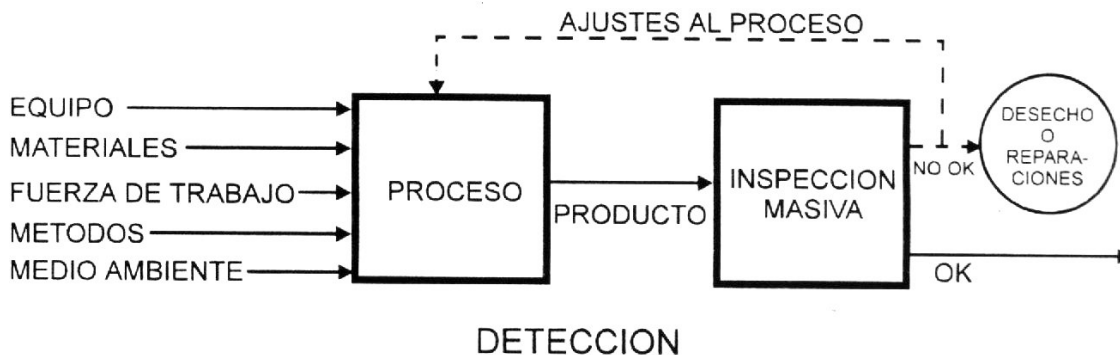 AJUSTES AL PROCESO
EQUIPO
MATERIALES
FUERZA DE TRABAJO
METODOS
MEDIO AMBIENTE
PROCESO
PRODUCTO
INSPECCION
MASIVA
NO OK
DESECHO
O
REPARA-
CIONES
OK
DETECCION